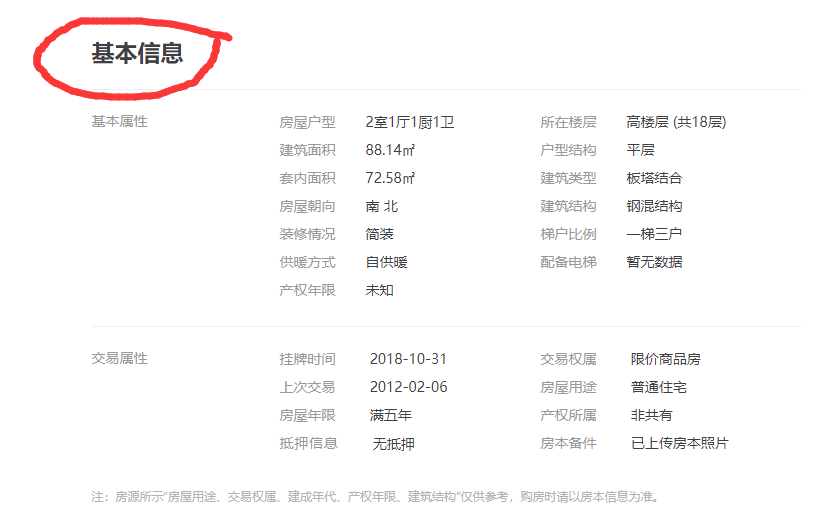 基本信息
基本属性 房屋户型 2室1厅1厨1卫 所在楼层 高楼层 (共18层)
建筑面积 88.14㎡ 户型结构 平层
套内面积 72.58㎡ 建筑类型 板塔结合
房屋朝向 南 北 建筑结构 钢混结构
装修情况 简装 梯户比例 一梯三户
供暖方式 自供暖 配备电梯 暂无数据
产权年限 未知
交易属性 挂牌时间 2018-10-31 交易权属 限价商品房
上次交易 2012-02-06 房屋用途 普通住宅
房屋年限 满五年 产权所属 非共有
抵押信息 无抵押 房本备件 已上传房本照片
注：房源所示“房屋用途、交易权属、建成年代、产权年限、建筑结构”仅供参考，购房时请以房本信息为准。